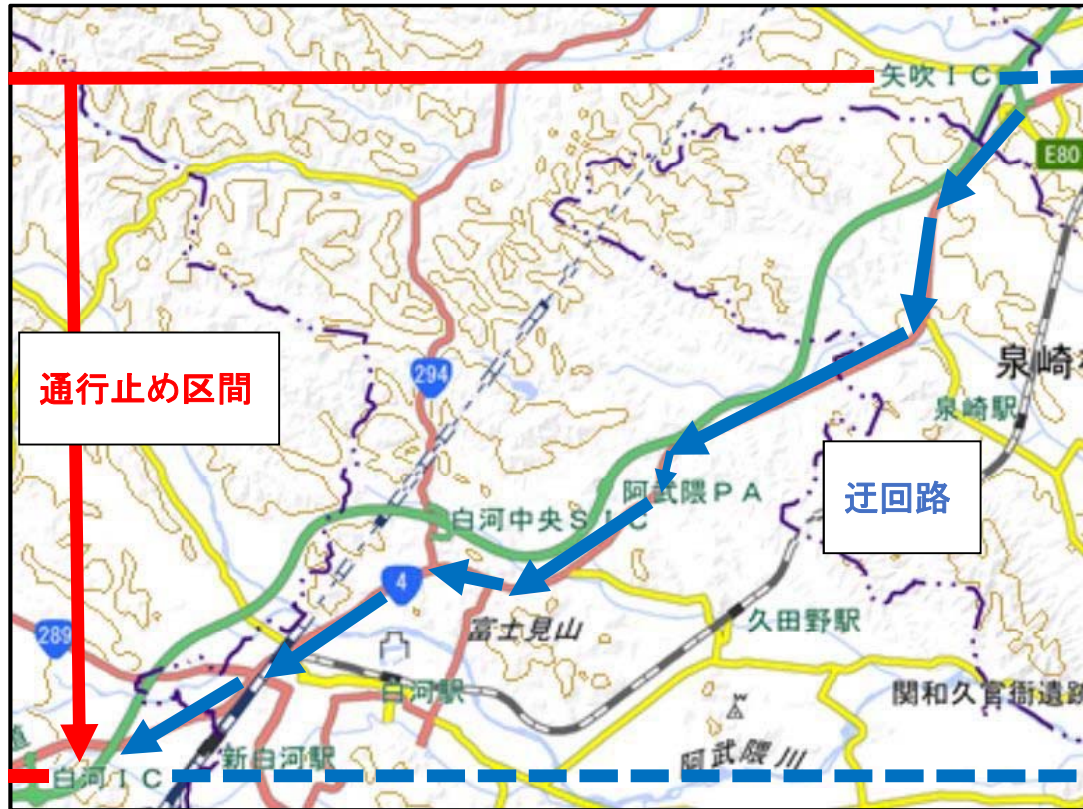 矢吹IC
E80
294
通行止め区間
泉崎
泉崎駅
阿武隈PA
迂回路
白河中央SIC
4
富士見山
久田野駅
289
白河駅
関和久官衙遺跡
新白河駅
阿武隈川
白河IC